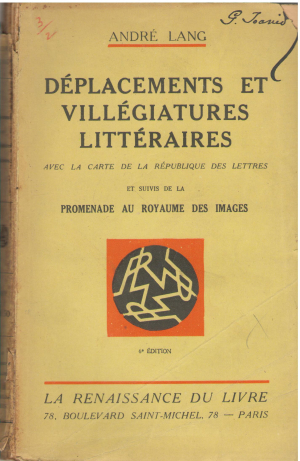 ANDRÉ LANG
DÉPLACEMENTS ET
VILLÉGIATURES
LITTÉRAIRES
AVEC LA CARTE DE LA RÉPUBLIQUE DES LETTRES
ET SUIVIS DE LA
PROMENADE AU ROYAUME DES IMAGES
6e ÉDITION
LA RENAISSANCE DU LIVRE
78, BOULEVARD SAINT-MICHEL, 78 — PARIS